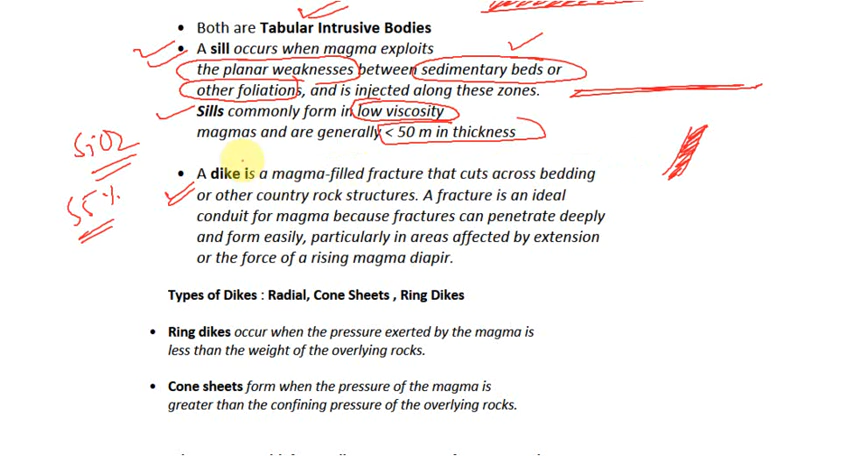 • Both are Tabular Intrusive Bodies
• A sill occurs when magma exploits
the planar weaknesses between sedimentary beds or
other foliations, and is injected along these zones.
Sills commonly form in low viscosity
magmas and are generally < 50 m in thickness
SiO2
55%
• A dike is a magma-filled fracture that cuts across bedding
or other country rock structures. A fracture is an ideal
conduit for magma because fractures can penetrate deeply
and form easily, particularly in areas affected by extension
or the force of a rising magma diapir.
Types of Dikes : Radial, Cone Sheets , Ring Dikes
• Ring dikes occur when the pressure exerted by the magma is
less than the weight of the overlying rocks.
• Cone sheets form when the pressure of the magma is
greater than the confining pressure of the overlying rocks.